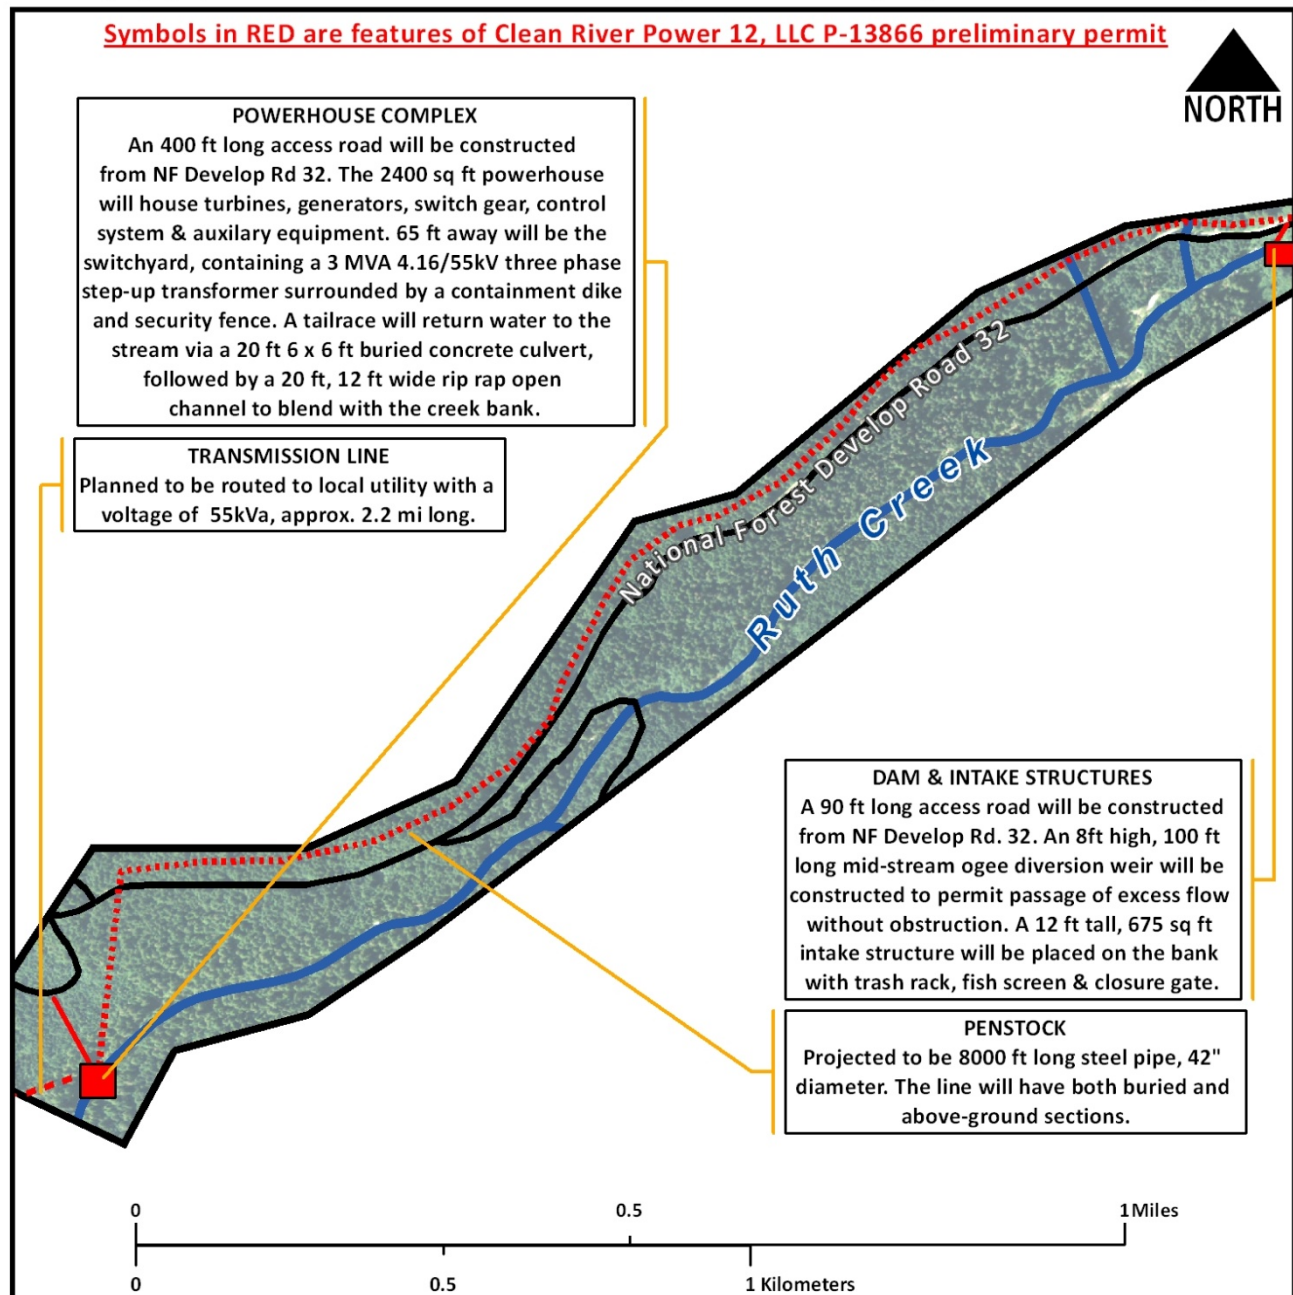 Symbols in RED are features of Clean River Power 12, LLC P-13866 preliminary permit
NORTH
POWERHOUSE COMPLEX
An 400 ft long access road will be constructed
from NF Develop Rd 32. The 2400 sq ft powerhouse
will house turbines, generators, switch gear, control
system & auxilary equipment. 65 ft away will be the
switchyard, containing a 3 MVA 4.16/55kV three phase
step-up transformer surrounded by a containment dike
and security fence. A tailrace will return water to the
stream via a 20 ft 6 x 6 ft buried concrete culvert,
followed by a 20 ft, 12 ft wide rip rap open
channel to blend with the creek bank.
TRANSMISSION LINE
Planned to be routed to local utility with a
voltage of 55kVa, approx. 2.2 mi long.
National Forest Develop Road 32
Ruth Creek
DAM & INTAKE STRUCTURES
A 90 ft long access road will be constructed
from NF Develop Rd. 32. An 8ft high, 100 ft
long mid-stream ogee diversion weir will be
constructed to permit passage of excess flow
without obstruction. A 12 ft tall, 675 sq ft
intake structure will be placed on the bank
with trash rack, fish screen & closure gate.
PENSTOCK
Projected to be 8000 ft long steel pipe, 42"
diameter. The line will have both buried and
above-ground sections.
0 0.5 1 Miles
0 0.5 1 Kilometers